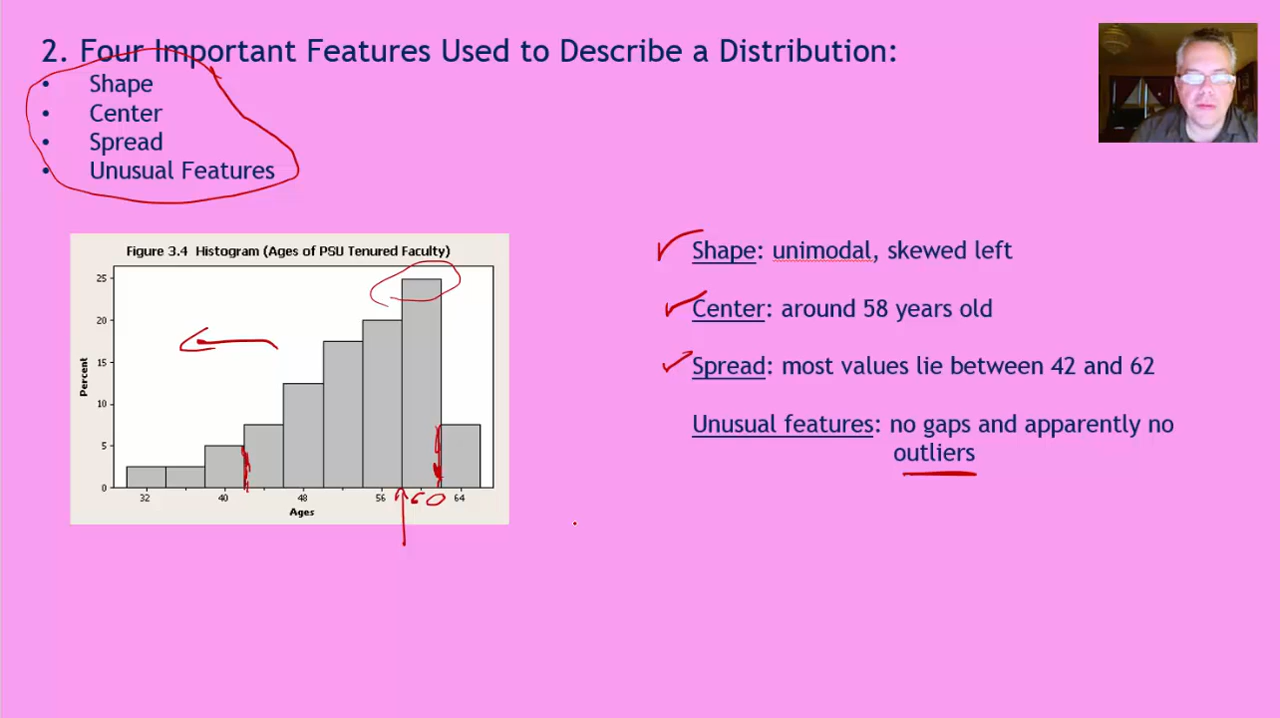 2. Four Important Features Used to Describe a Distribution:
• Shape
• Center
• Spread
• Unusual Features
Figure 3.4 Histogram (Ages of PSU Tenured Faculty)
25
20
15
10
5
0
Percent
32 40 48 56 60 64
Ages
Shape: unimodal, skewed left
Center: around 58 years old
Spread: most values lie between 42 and 62
Unusual features: no gaps and apparently no
outliers